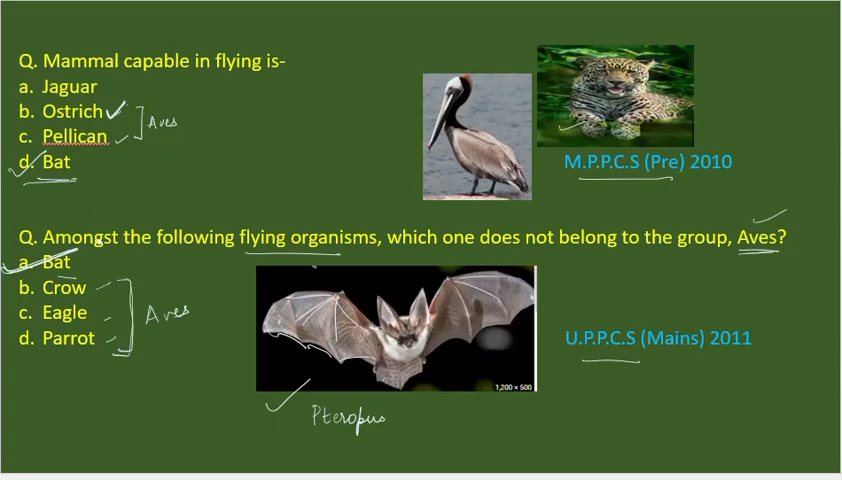 Q. Mammal capable in flying is-
a. Jaguar
b. Ostrich
c. Pellican
Aves
d. Bat
M.P.P.C.S (Pre) 2010
Q. Amongst the following flying organisms, which one does not belong to the group, Aves?
a. Bat
b. Crow
c. Eagle
d. Parrot
Aves
U.P.P.C.S (Mains) 2011
1,200 × 500
Pteropus